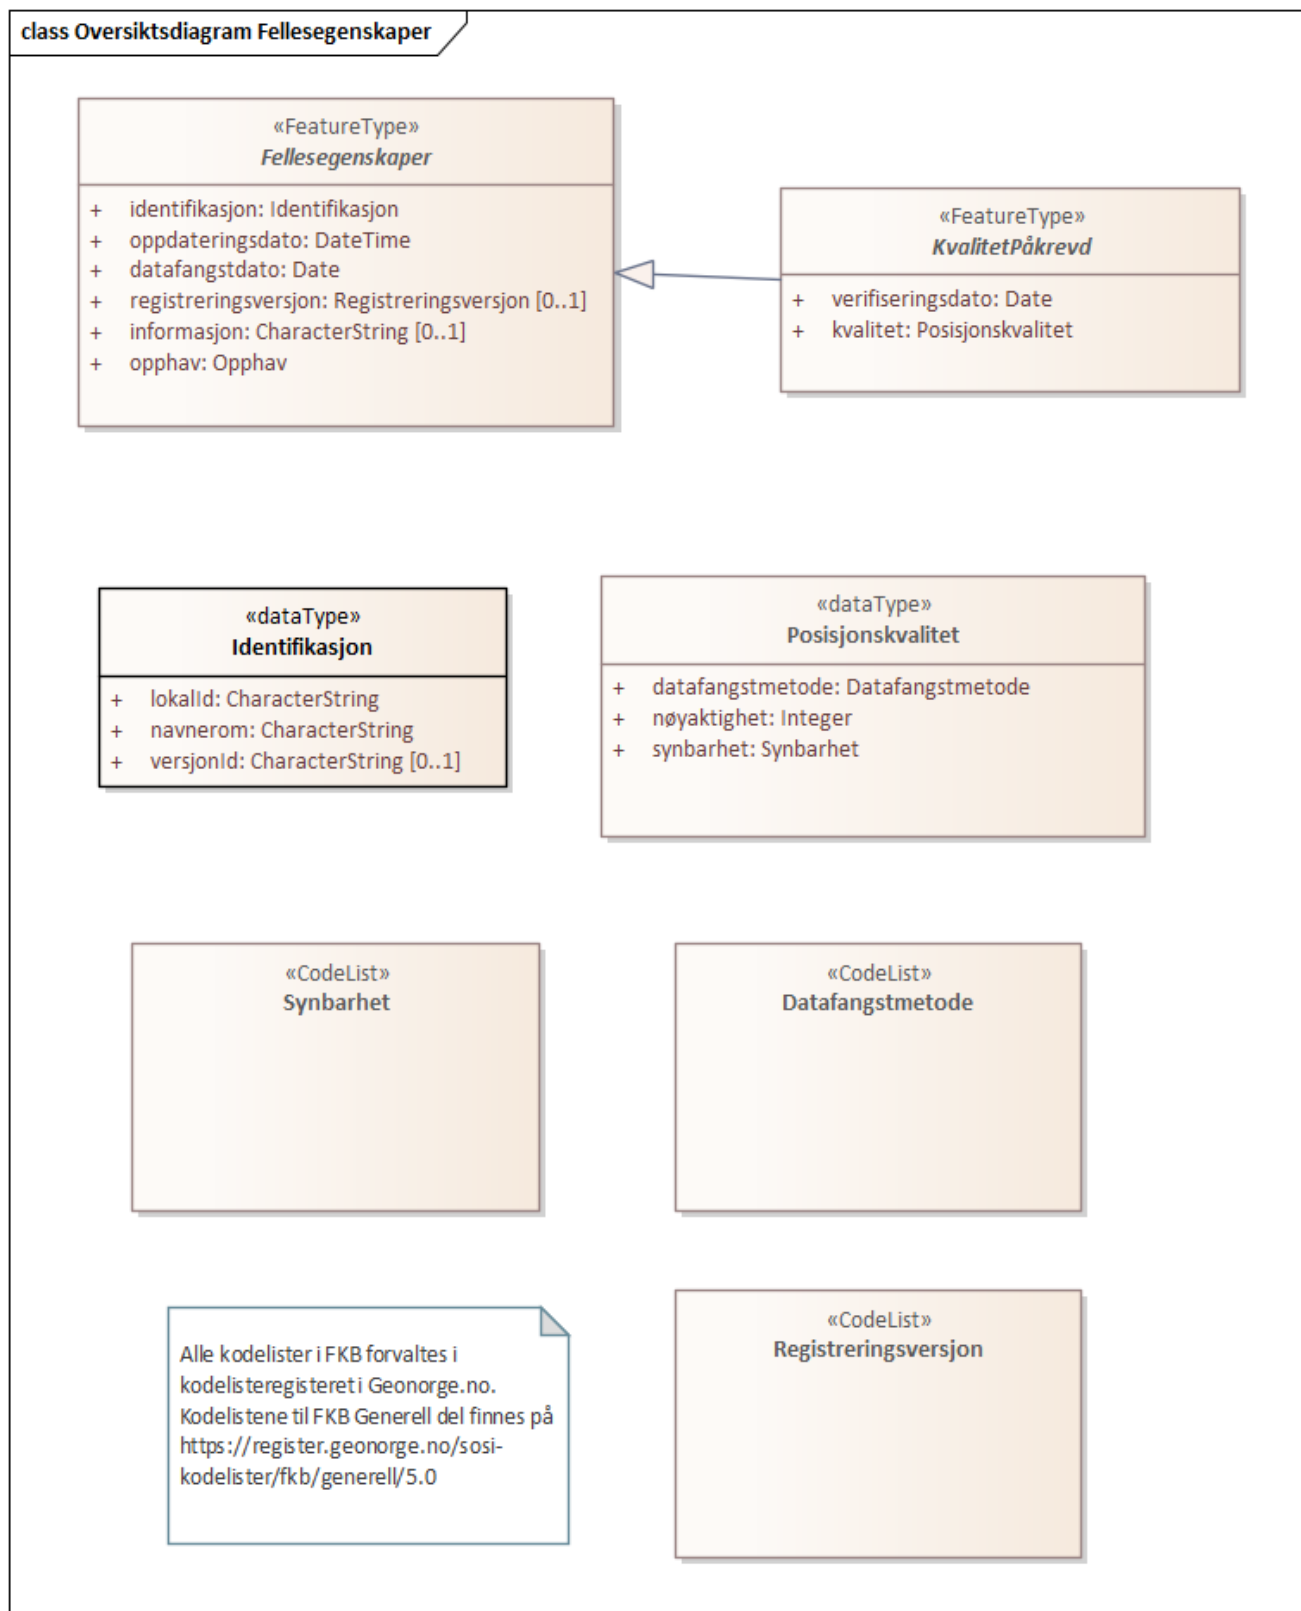 class Oversiktsdiagram Fellesegenskaper
«FeatureType»
Fellesegenskaper
+ identifikasjon: Identifikasjon
+ oppdateringsdato: DateTime
+ datafangstdato: Date
+ registreringsversjon: Registreringsversjon [0..1]
+ informasjon: CharacterString [0..1]
+ opphav: Opphav
«FeatureType»
KvalitetPåkrevd
+ verifiseringsdato: Date
+ kvalitet: Posisjonskvalitet
«dataType»
Identifikasjon
+ lokalId: CharacterString
+ navnerom: CharacterString
+ versjonId: CharacterString [0..1]
«dataType»
Posisjonskvalitet
+ datafangstmetode: Datafangstmetode
+ nøyaktighet: Integer
+ synbarhet: Synbarhet
«CodeList»
Synbarhet
«CodeList»
Datafangstmetode
Alle kodelister i FKB forvaltes i
kodelisteregisteret i Geonorge.no.
Kodelistene til FKB Generell del finnes på
https://register.geonorge.no/sosi-
kodelister/fkb/generell/5.0
«CodeList»
Registreringsversjon